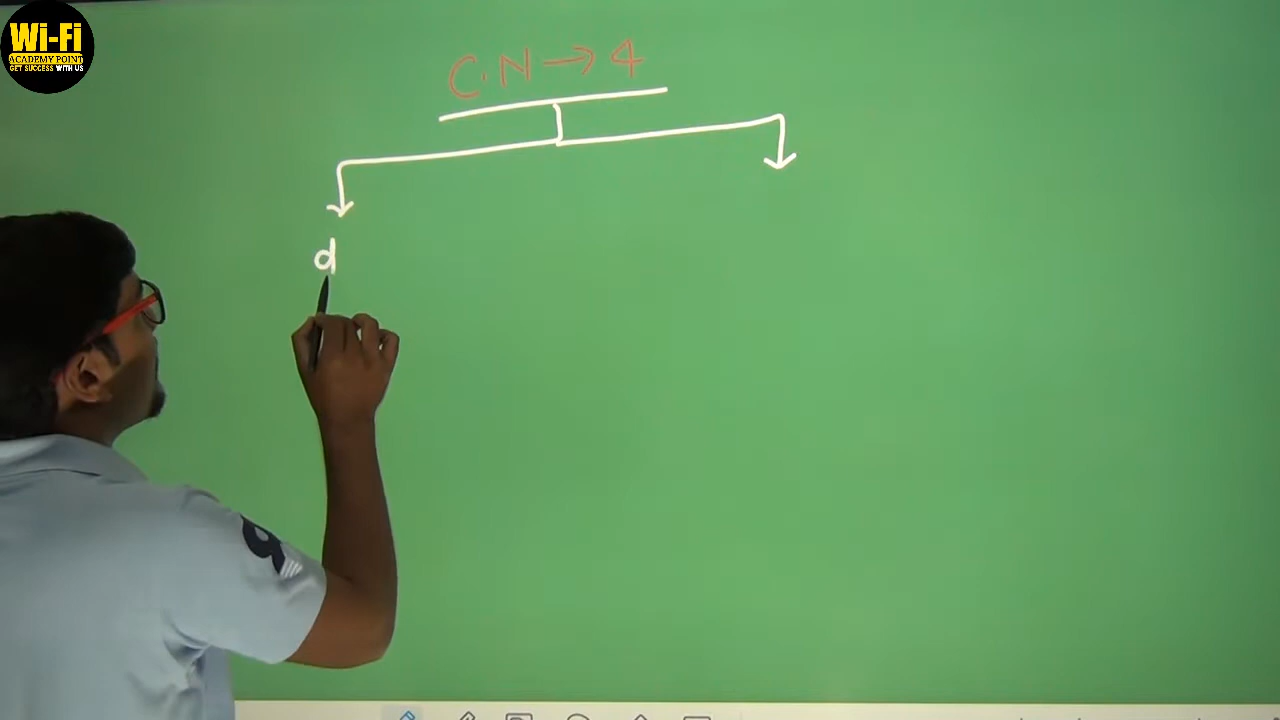 Wi-Fi
ACADEMY POINT
GET SUCCESS WITH US
C.N → 4
d